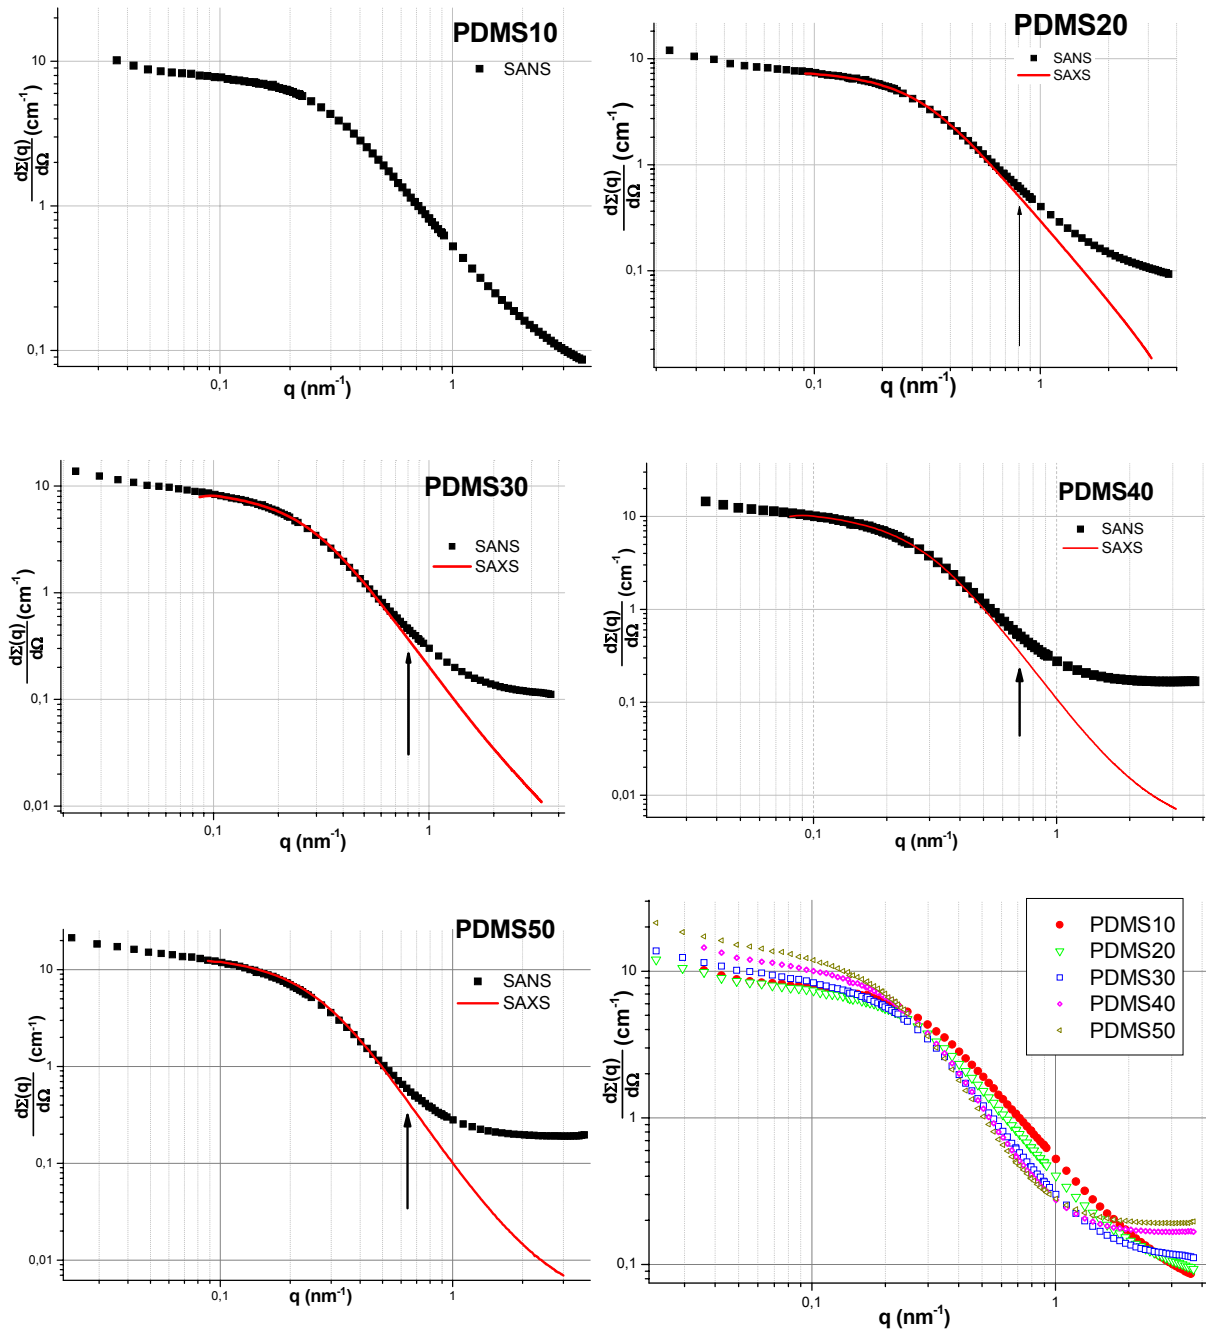 PDMS10
SANS
10
1
0,1
dΣ(q)
dΩ
(cm-1)
0,1
1
q (nm-1)
PDMS20
SANS
SAXS
10
1
0,1
dΣ(q)
dΩ
(cm-1)
0,1
1
q (nm-1)
PDMS30
SANS
SAXS
10
1
0,1
0,01
dΣ(q)
dΩ
(cm-1)
0,1
1
q (nm-1)
PDMS40
SANS
SAXS
10
1
0,1
0,01
dΣ(q)
dΩ
(cm-1)
0,1
1
q (nm-1)
PDMS50
SANS
SAXS
10
1
0,1
0,01
dΣ(q)
dΩ
(cm-1)
0,1
1
q (nm-1)
PDMS10
PDMS20
PDMS30
PDMS40
PDMS50
10
1
0,1
dΣ(q)
dΩ
(cm-1)
0,1
1
q (nm-1)